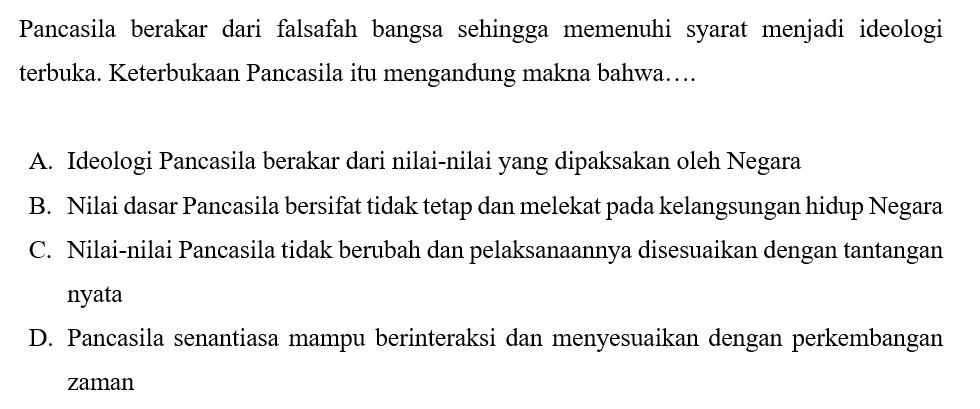 Pancasila berakar dari falsafah bangsa sehingga memenuhi syarat menjadi ideologi
terbuka. Keterbukaan Pancasila itu mengandung makna bahwa….
A. Ideologi Pancasila berakar dari nilai-nilai yang dipaksakan oleh Negara
B. Nilai dasar Pancasila bersifat tidak tetap dan melekat pada kelangsungan hidup Negara
C. Nilai-nilai Pancasila tidak berubah dan pelaksanaannya disesuaikan dengan tantangan
nyata
D. Pancasila senantiasa mampu berinteraksi dan menyesuaikan dengan perkembangan
zaman